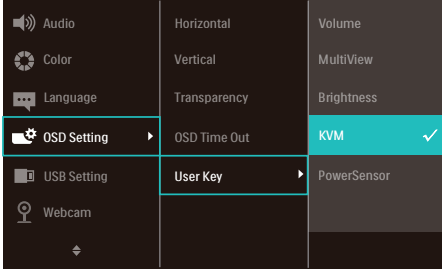 Audio
Horizontal
Volume
Color
Vertical
MultiView
Language
Transparency
Brightness
OSD Setting
OSD Time Out
KVM
USB Setting
User Key
PowerSensor
Webcam